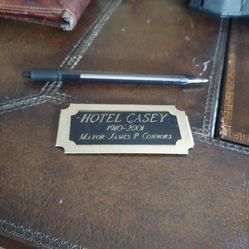 HOTEL CASEY
1910-2001
MAYOR JAMES P CONNORS